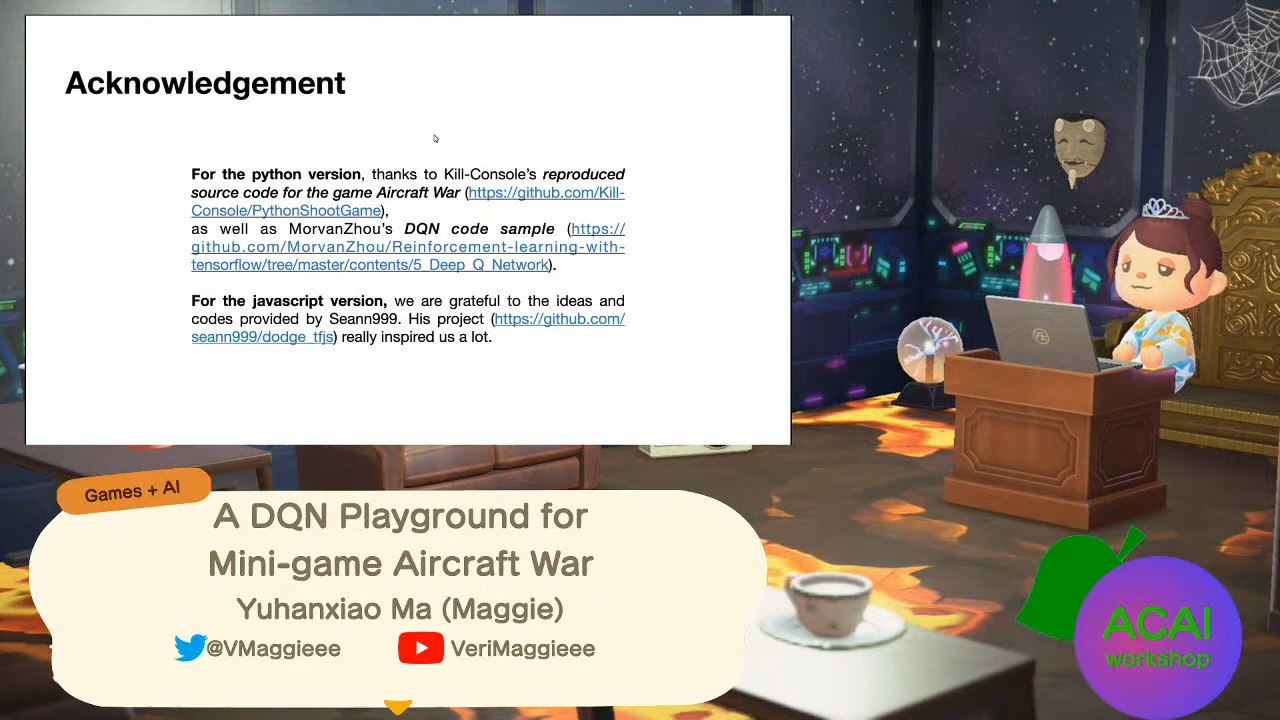 Acknowledgement
For the python version, thanks to Kill-Console's reproduced
source code for the game Aircraft War (https://github.com/Kill-
Console/PythonShootGame),
as well as MorvanZhou's DQN code sample (https://
github.com/MorvanZhou/Reinforcement-learning-with-
tensorflow/tree/master/contents/5_Deep_Q_Network).
For the javascript version, we are grateful to the ideas and
codes provided by Seann999. His project (https://github.com/
seann999/dodge_tfjs) really inspired us a lot.
Games + AI
A DQN Playground for
Mini-game Aircraft War
Yuhanxiao Ma (Maggie)
@VMaggieee VeriMaggieee
ACAI
workshop